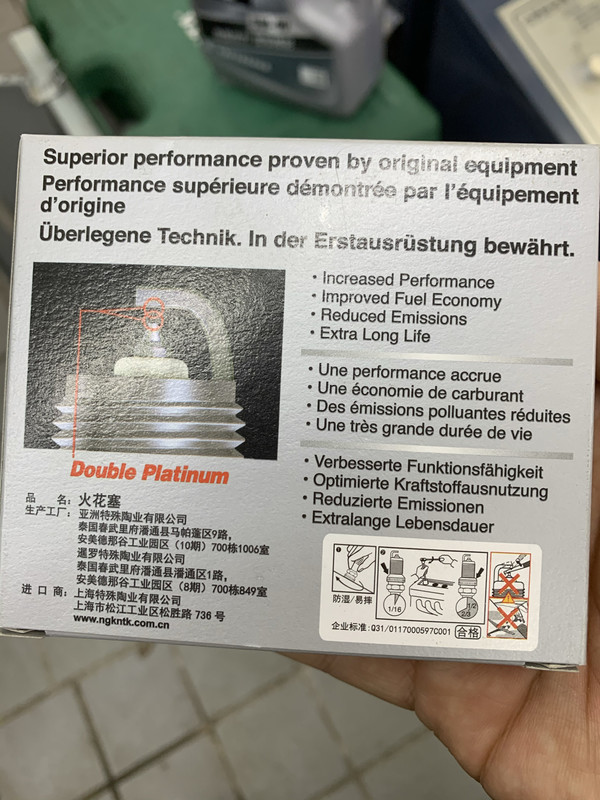 Superior performance proven by original equipment
Performance supérieure démontrée par l'équipement
d'origine
Überlegene Technik. In der Erstausrüstung bewährt.
• Increased Performance
• Improved Fuel Economy
• Reduced Emissions
• Extra Long Life
• Une performance accrue
• Une économie de carburant
• Des émissions polluantes réduites
• Une très grande durée de vie
• Verbesserte Funktionsfähigkeit
• Optimierte Kraftstoffausnutzung
• Reduzierte Emissionen
• Extralange Lebensdauer
Double Platinum
品 名：火花塞
生产工厂：亚洲特殊陶业有限公司
泰国春武里府潘通县马帕蓬区9路，
安美德那谷工业园区（10期）700栋1006室
暹罗特殊陶业有限公司
泰国春武里府潘通县潘通区1路，
安美德那谷工业园区（8期）700栋849室
进 口 商：上海特殊陶业有限公司
上海市松江工业区松胜路 736 号
www.ngkntk.com.cn
1
2
防湿/易摔
1/16
1/2
2/3
企业标准：Q31/0117000597C001 合格